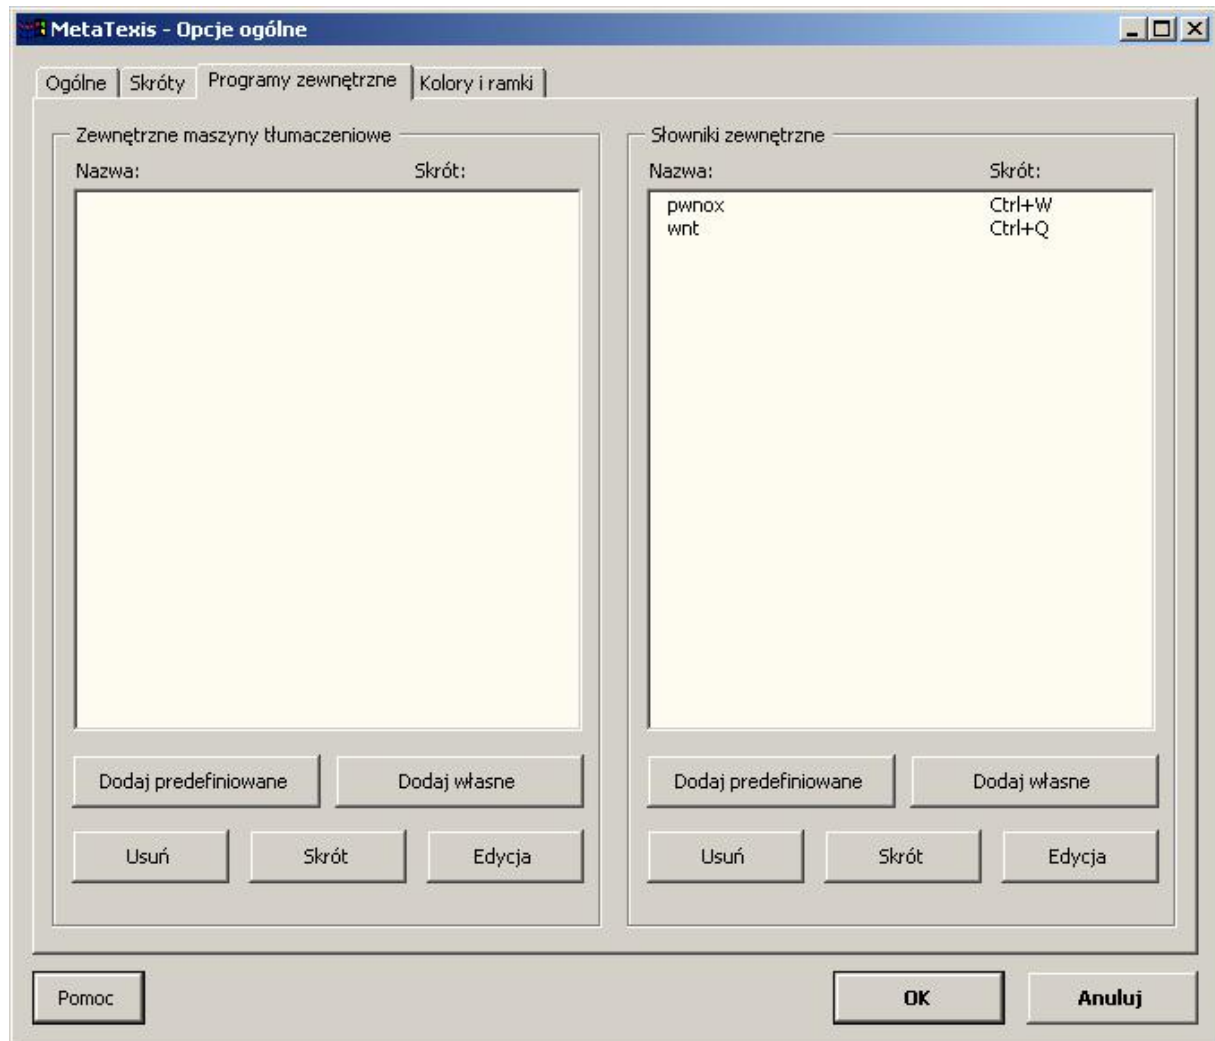 MetaTexis - Opcje ogólne
Ogólne Skróty Programy zewnętrzne Kolory i ramki
Zewnętrzne maszyny tłumaczeniowe
Nazwa: Skrót:
Dodaj predefiniowane Dodaj własne
Usuń Skrót Edycja
Słowniki zewnętrzne
Nazwa: Skrót:
pwnox Ctrl+W
wnt Ctrl+Q
Dodaj predefiniowane Dodaj własne
Usuń Skrót Edycja
Pomoc OK Anuluj